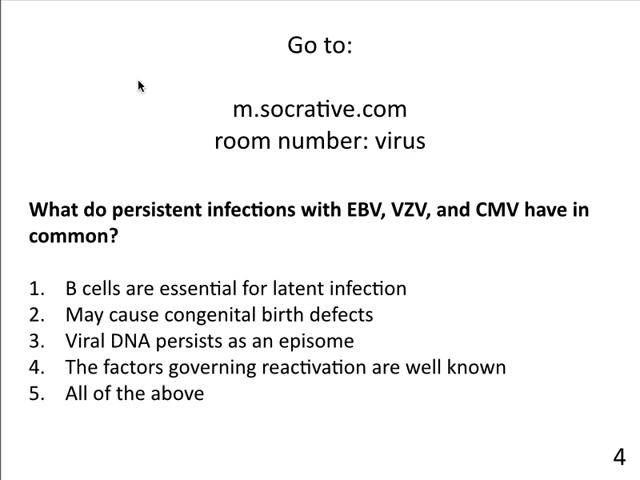 Go to:
m.socrative.com
room number: virus
What do persistent infections with EBV, VZV, and CMV have in
common?
1. B cells are essential for latent infection
2. May cause congenital birth defects
3. Viral DNA persists as an episome
4. The factors governing reactivation are well known
5. All of the above
4